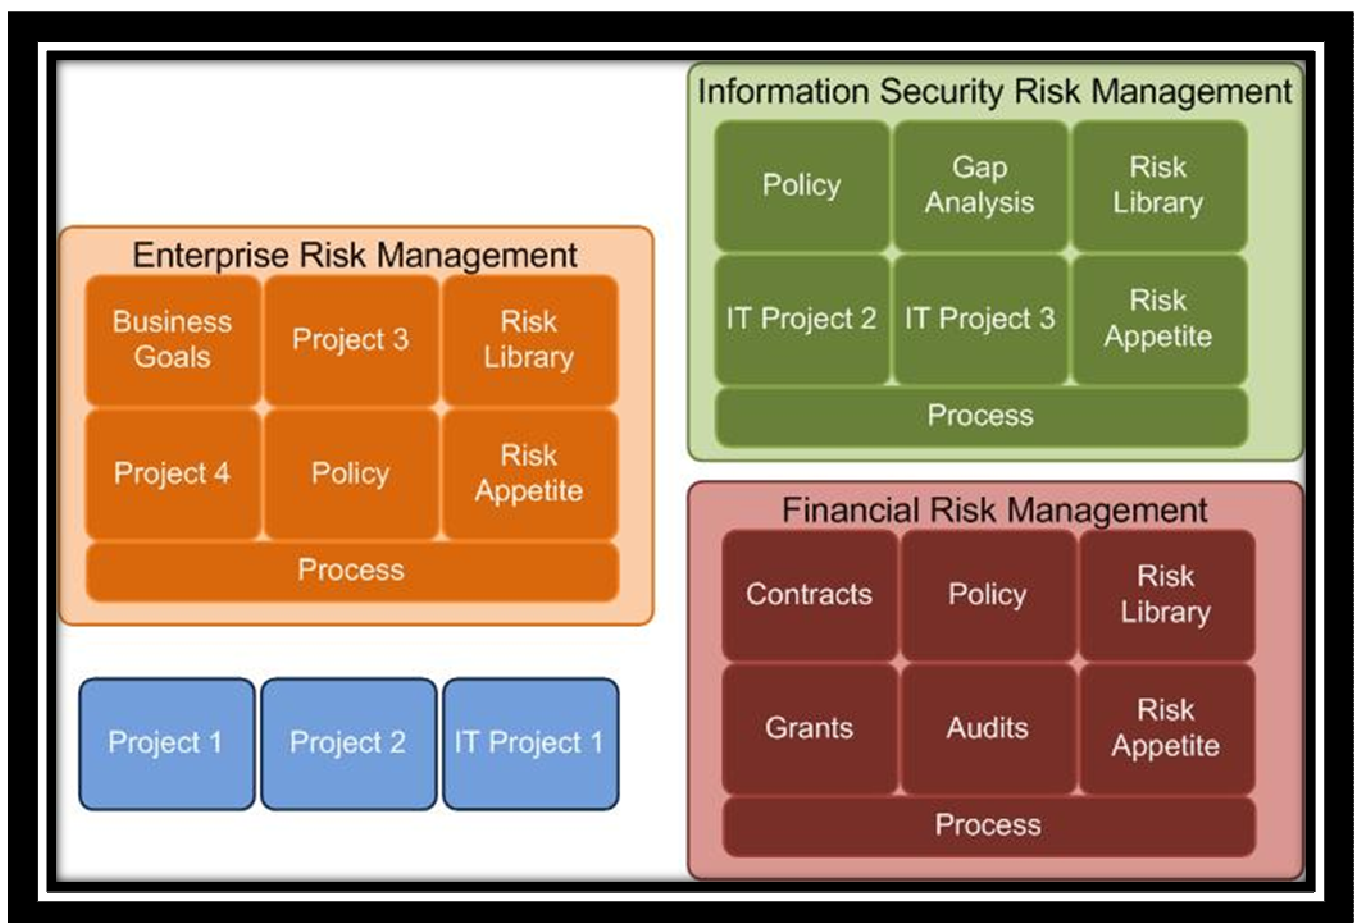 Information Security Risk Management
Policy
Gap
Analysis
Risk
Library
IT Project 2
IT Project 3
Risk
Appetite
Process
Enterprise Risk Management
Business
Goals
Project 3
Risk
Library
Project 4
Policy
Risk
Appetite
Process
Financial Risk Management
Contracts
Policy
Risk
Library
Grants
Audits
Risk
Appetite
Process
Project 1
Project 2
IT Project 1